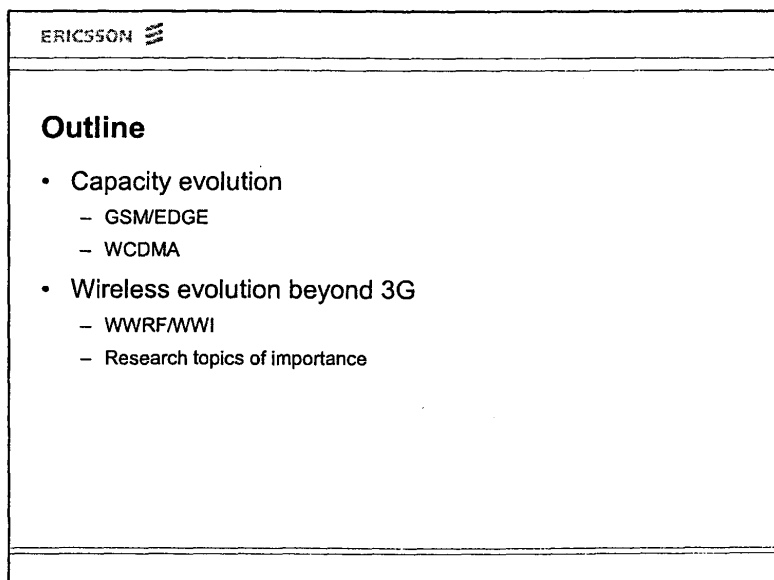 ERICSSON
Outline
• Capacity evolution
– GSM/EDGE
– WCDMA
• Wireless evolution beyond 3G
– WWRF/WWI
– Research topics of importance